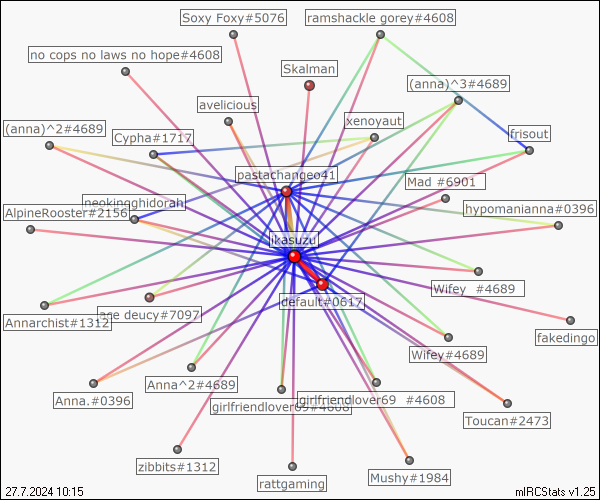 Soxy Foxy#5076
ramshackle gorey#4608
no cops no laws no hope#4608
Skalman
(anna)^3#4689
avelicious
xenoyaut
(anna)^2#4689
Cypha#1717
frisout
pastachangeo41
Mad #6901
neokingghidorah
hypomanianna#0396
AlpineRooster#2156
ikasuzu
Wifey #4689
default#0617
ace deucy#7097
Annarchist#1312
fakedingo
Wifey#4689
Anna^2#4689
Anna.#0396
girlfriendlover69#4608
girlfriendlover69 #4608
Toucan#2473
zibbits#1312
Mushy#1984
rattgaming
27.7.2024 10:15
mIRCStats v1.25